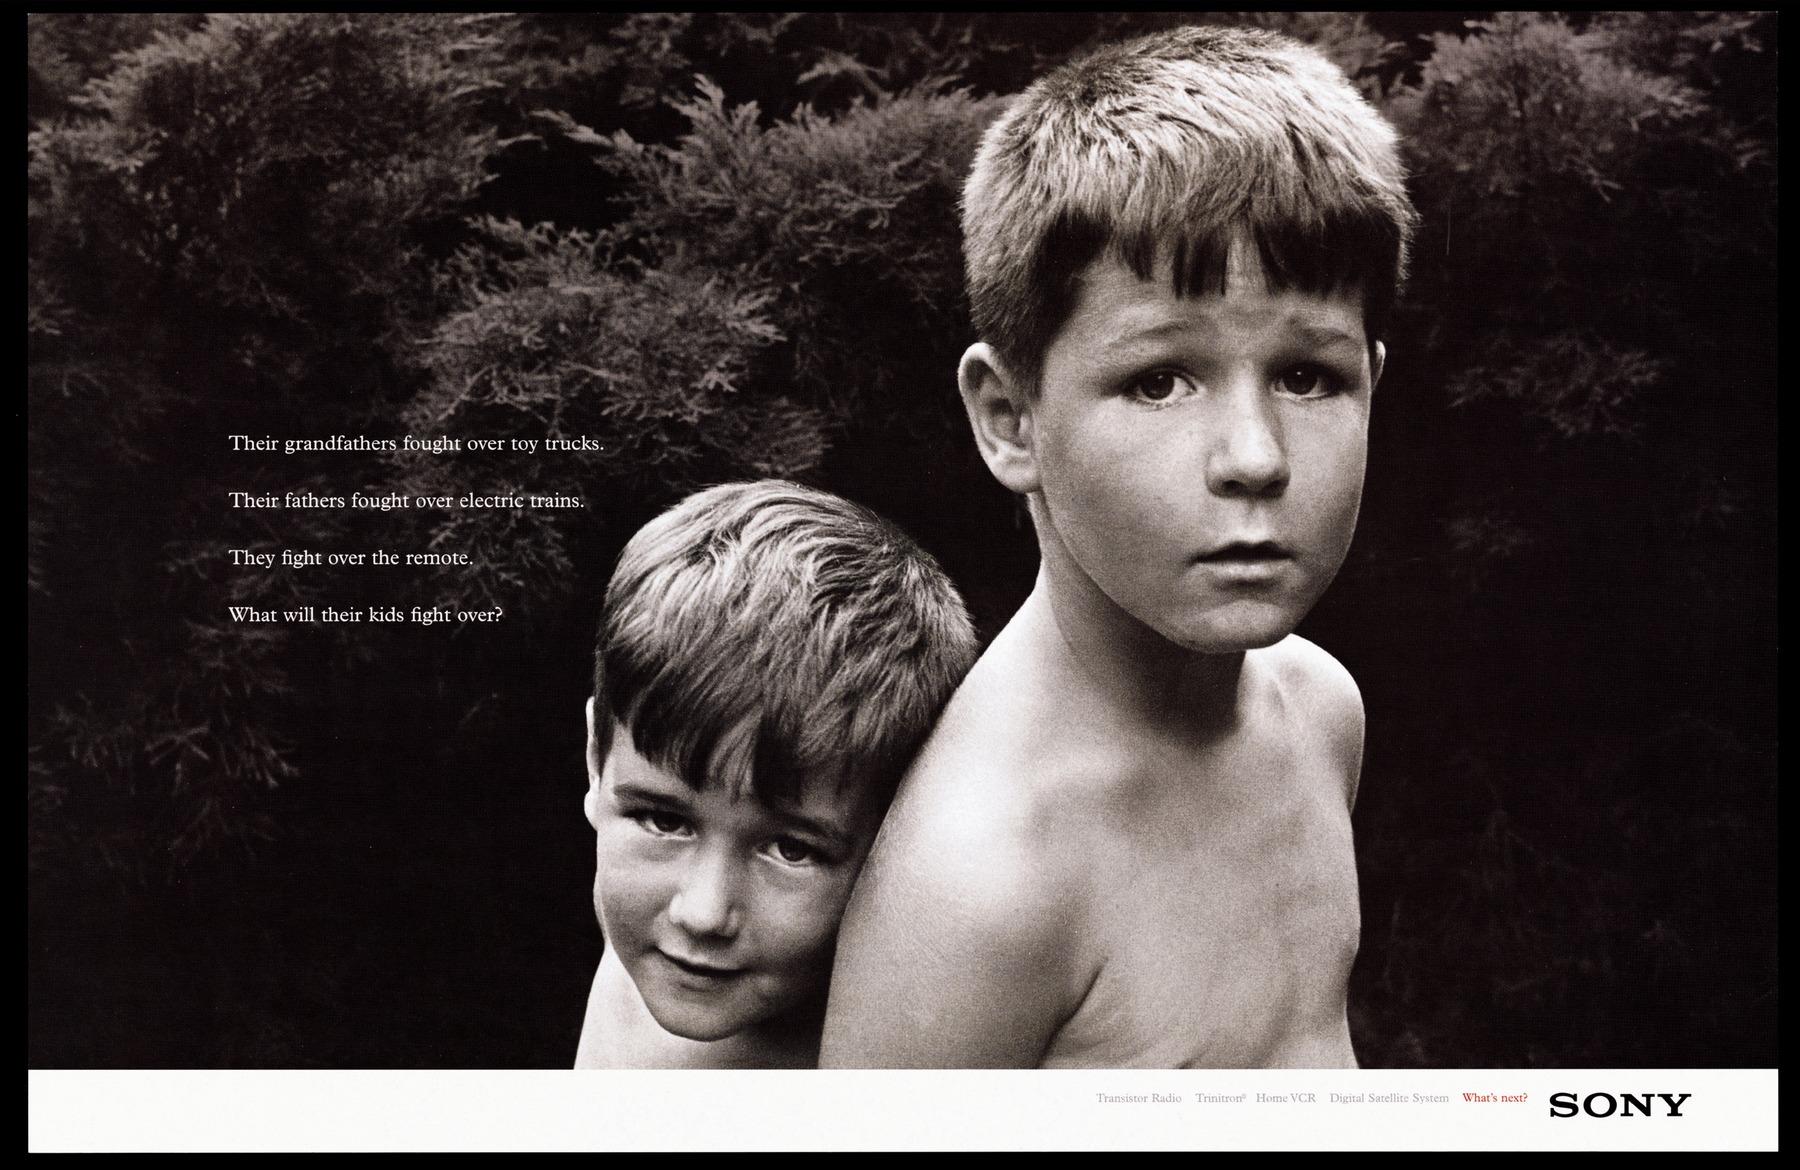 Their grandfathers fought over toy trucks.
Their fathers fought over electric trains.
They fight over the remote.
What will their kids fight over?
Transistor Radio Trinitron® Home VCR Digital Satellite System What's next? SONY